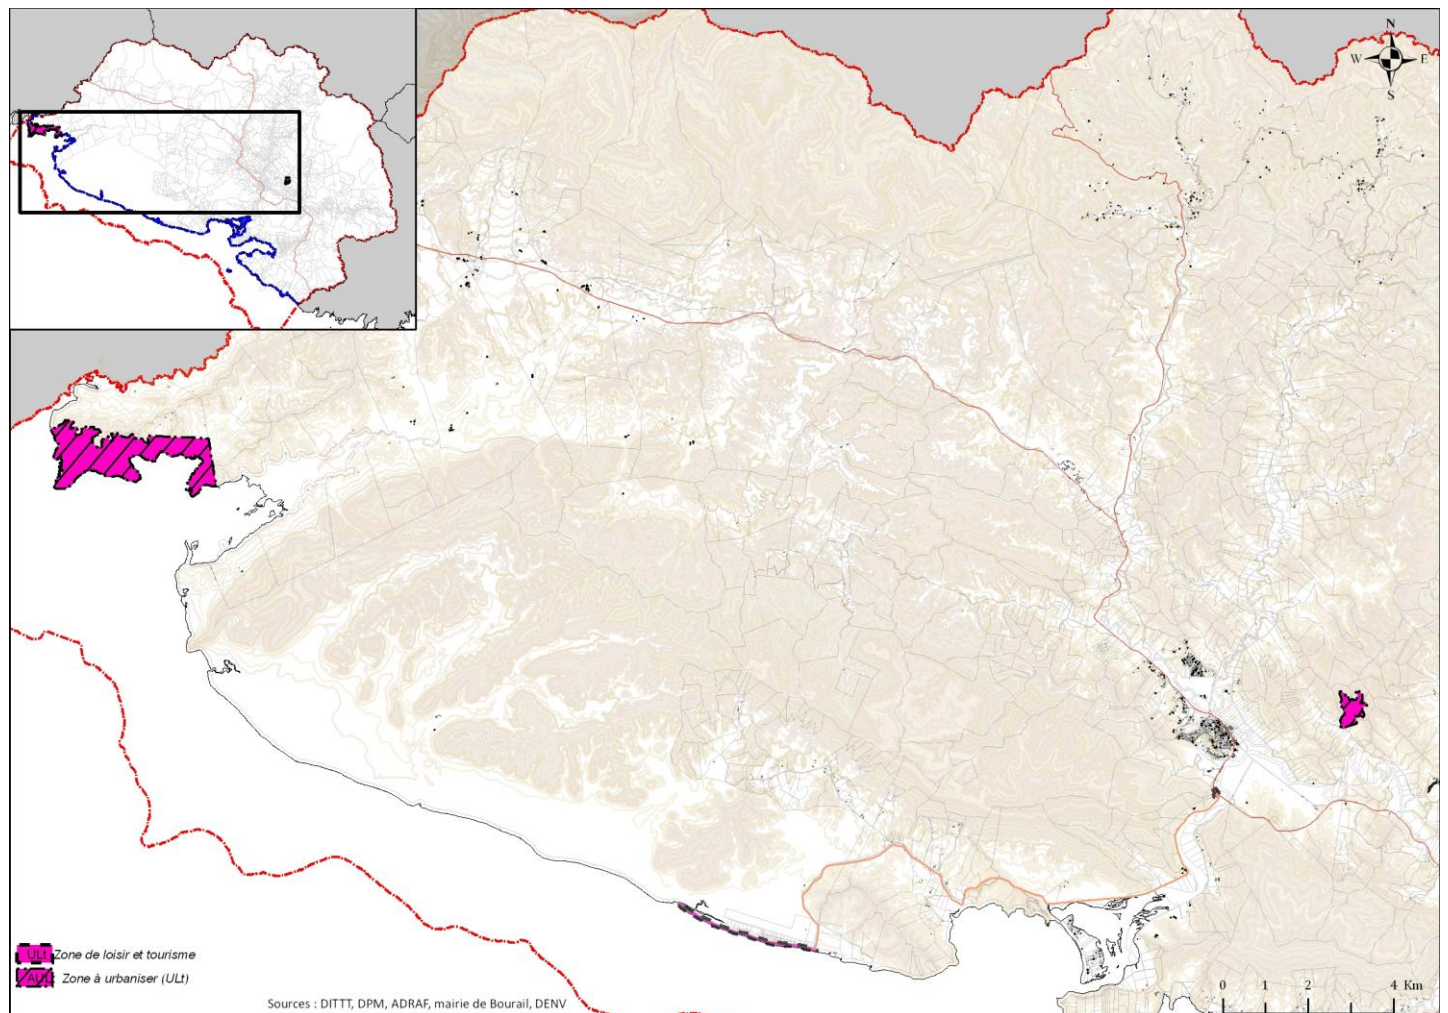 N
W E
S
ULt Zone de loisir et tourisme
AULt Zone à urbaniser (ULt)
Sources : DITTT, DPM, ADRAF, mairie de Bourail, DENV
0 1 2 4 Km